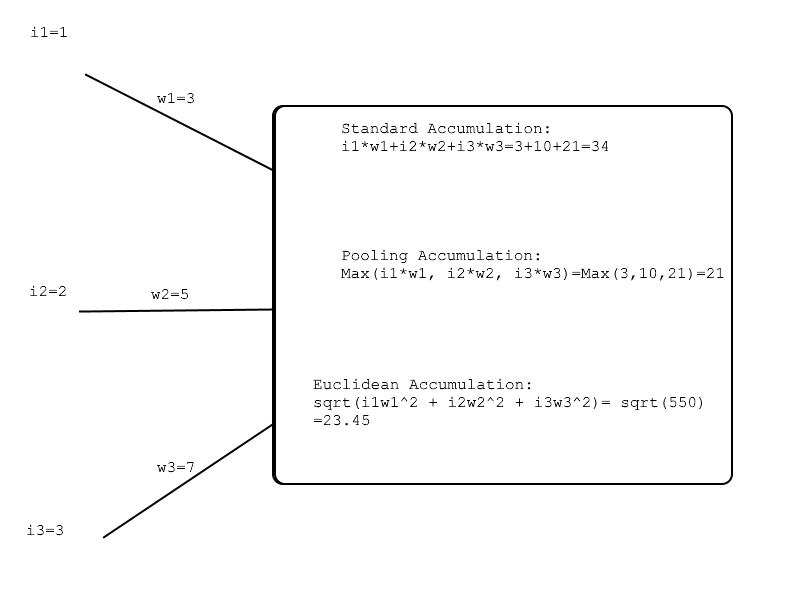 i1=1
w1=3
Standard Accumulation:
i1*w1+i2*w2+i3*w3=3+10+21=34
Pooling Accumulation:
Max(i1*w1, i2*w2, i3*w3)=Max(3,10,21)=21
i2=2
w2=5
Euclidean Accumulation:
sqrt(i1w1^2 + i2w2^2 + i3w3^2)= sqrt(550)
=23.45
w3=7
i3=3